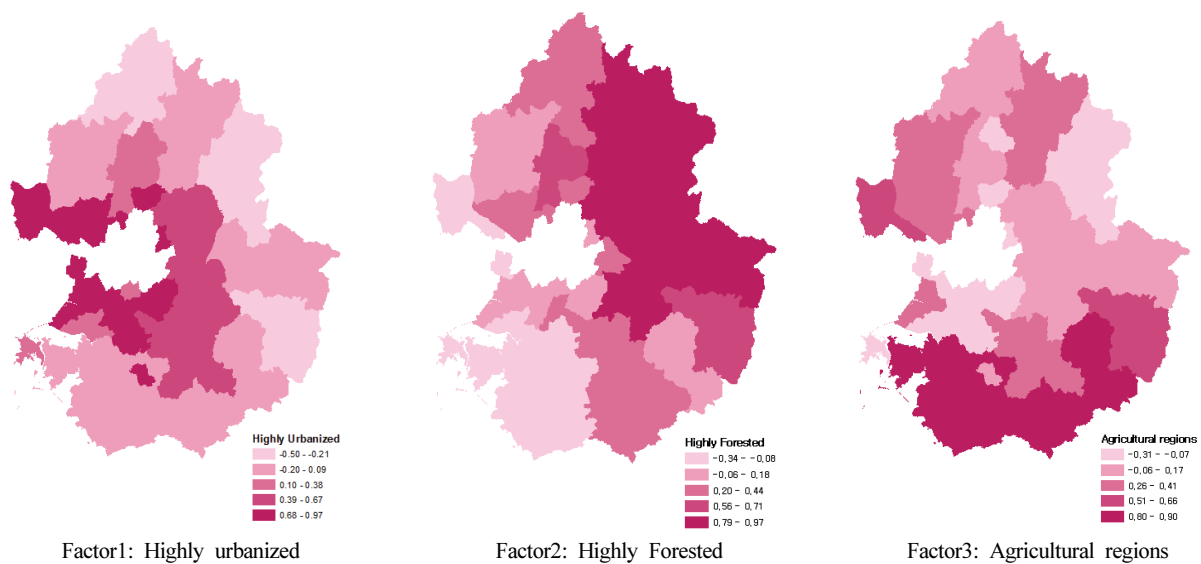 Highly Urbanized
-0.50 - -0.21
-0.20 - 0.09
0.10 - 0.38
0.39 - 0.67
0.68 - 0.97
Highly Forested
-0.34 - -0.08
-0.06 - 0.18
0.20 - 0.44
0.56 - 0.71
0.79 - 0.97
Agricultural regions
-0.31 - -0.07
-0.06 - 0.17
0.26 - 0.41
0.51 - 0.66
0.80 - 0.90
Factor1: Highly urbanized
Factor2: Highly Forested
Factor3: Agricultural regions